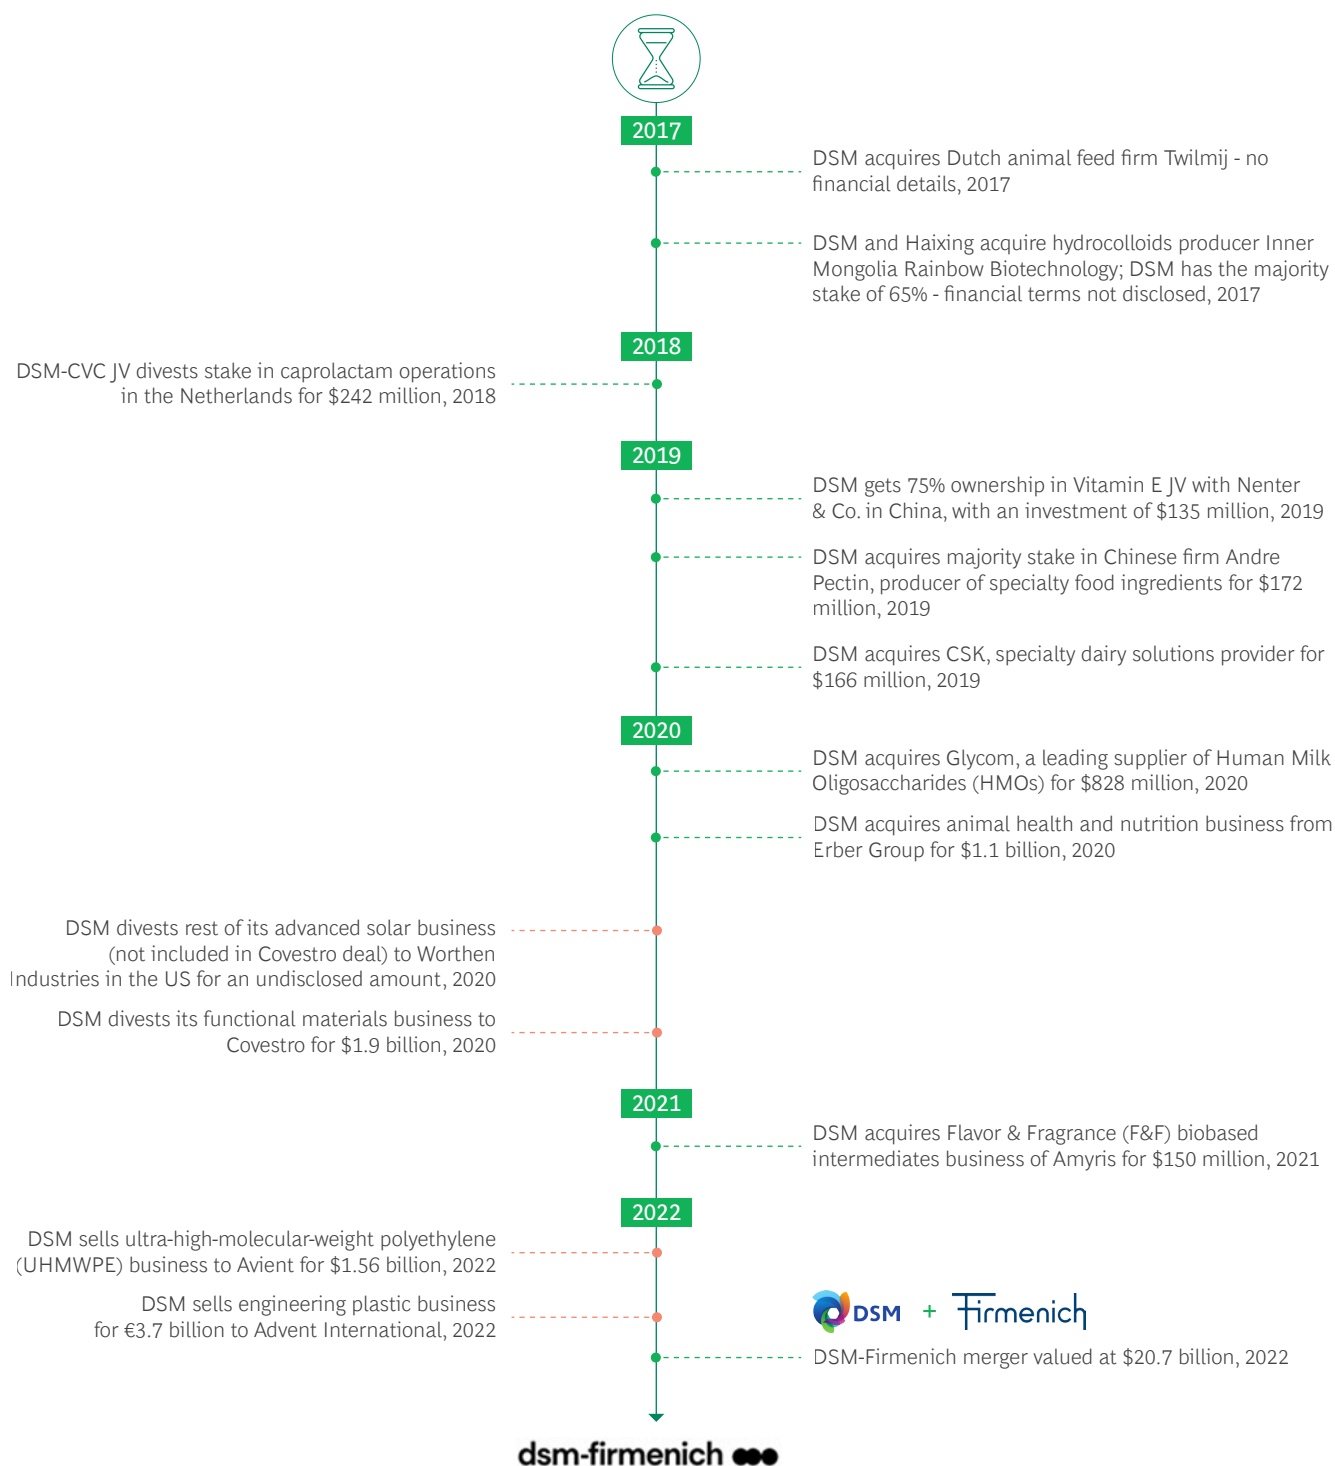 2017
DSM acquires Dutch animal feed firm Twilmij - no
financial details, 2017
DSM and Haixing acquire hydrocolloids producer Inner
Mongolia Rainbow Biotechnology; DSM has the majority
stake of 65% - financial terms not disclosed, 2017
2018
DSM-CVC JV divests stake in caprolactam operations
in the Netherlands for $242 million, 2018
2019
DSM gets 75% ownership in Vitamin E JV with Nenter
& Co. in China, with an investment of $135 million, 2019
DSM acquires majority stake in Chinese firm Andre
Pectin, producer of specialty food ingredients for $172
million, 2019
DSM acquires CSK, specialty dairy solutions provider for
$166 million, 2019
2020
DSM acquires Glycom, a leading supplier of Human Milk
Oligosaccharides (HMOs) for $828 million, 2020
DSM acquires animal health and nutrition business from
Erber Group for $1.1 billion, 2020
DSM divests rest of its advanced solar business
(not included in Covestro deal) to Worthen
Industries in the US for an undisclosed amount, 2020
DSM divests its functional materials business to
Covestro for $1.9 billion, 2020
2021
DSM acquires Flavor & Fragrance (F&F) biobased
intermediates business of Amyris for $150 million, 2021
2022
DSM sells ultra-high-molecular-weight polyethylene
(UHMWPE) business to Avient for $1.56 billion, 2022
DSM sells engineering plastic business
for €3.7 billion to Advent International, 2022
DSM + Firmenich
DSM-Firmenich merger valued at $20.7 billion, 2022
dsm-firmenich